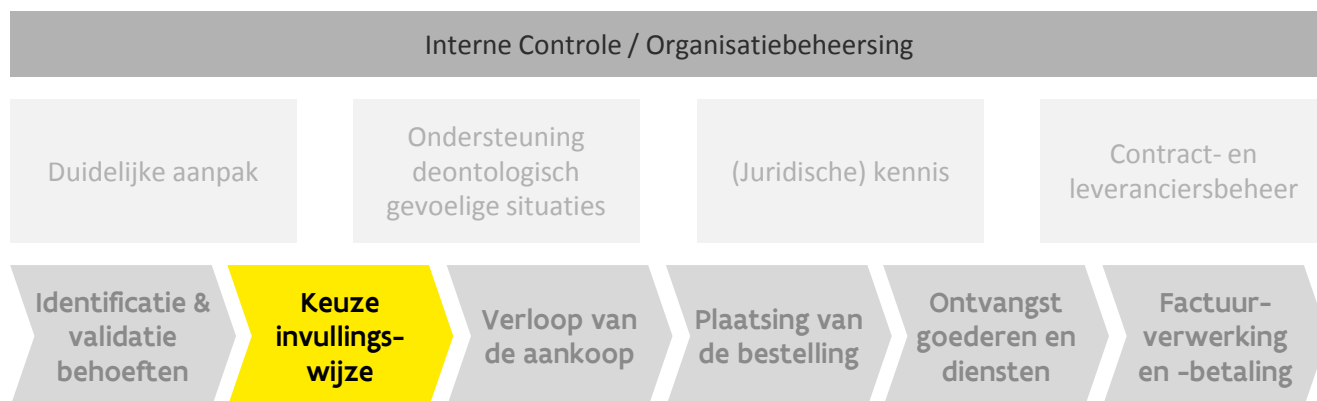 Interne Controle / Organisatiebeheersing
Duidelijke aanpak
Ondersteuning
deontologisch
gevoelige situaties
(Juridische) kennis
Contract- en
leveranciersbeheer
Identificatie &
validatie
behoeften
Keuze
invullings-
wijze
Verloop van
de aankoop
Plaatsing van
de bestelling
Ontvangst
goederen en
diensten
Factuur-
verwerking
en -betaling